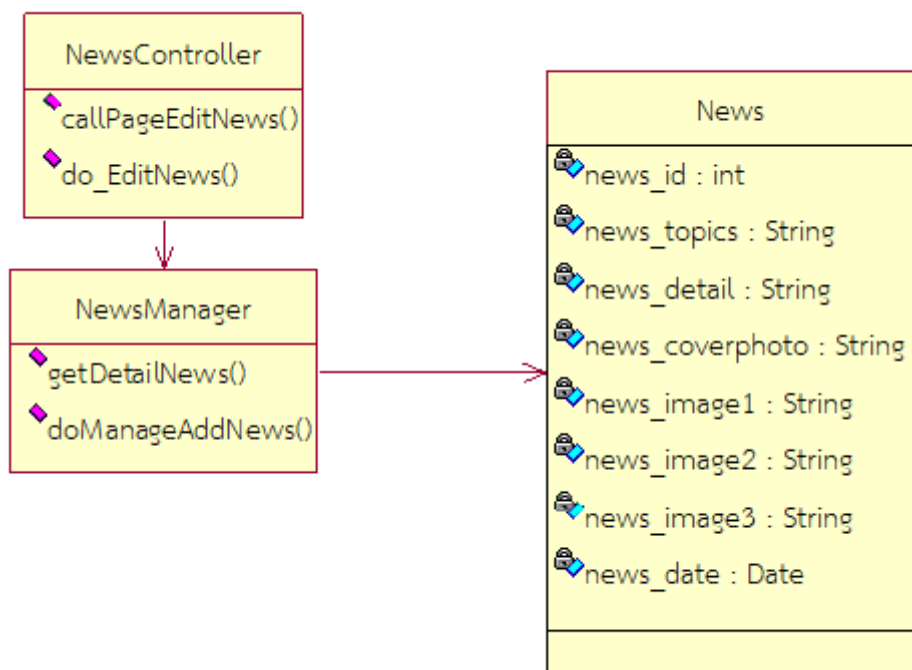 NewsController
callPageEditNews()
do_EditNews()
NewsManager
getDetailNews()
doManageAddNews()
News
news_id : int
news_topics : String
news_detail : String
news_coverphoto : String
news_image1 : String
news_image2 : String
news_image3 : String
news_date : Date